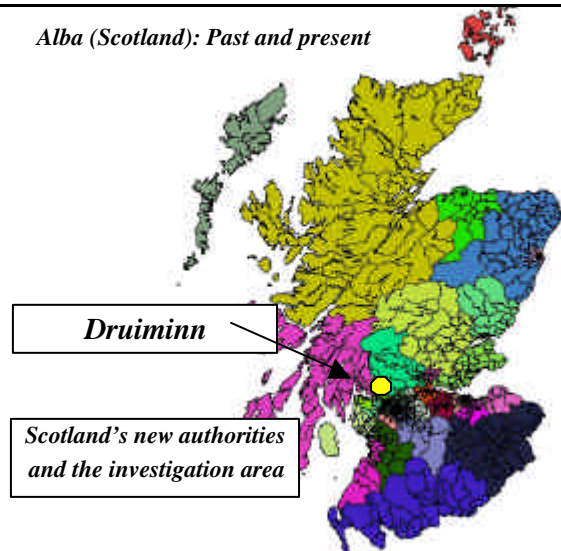 Alba (Scotland): Past and present
Druiminn
Scotland's new authorities
and the investigation area